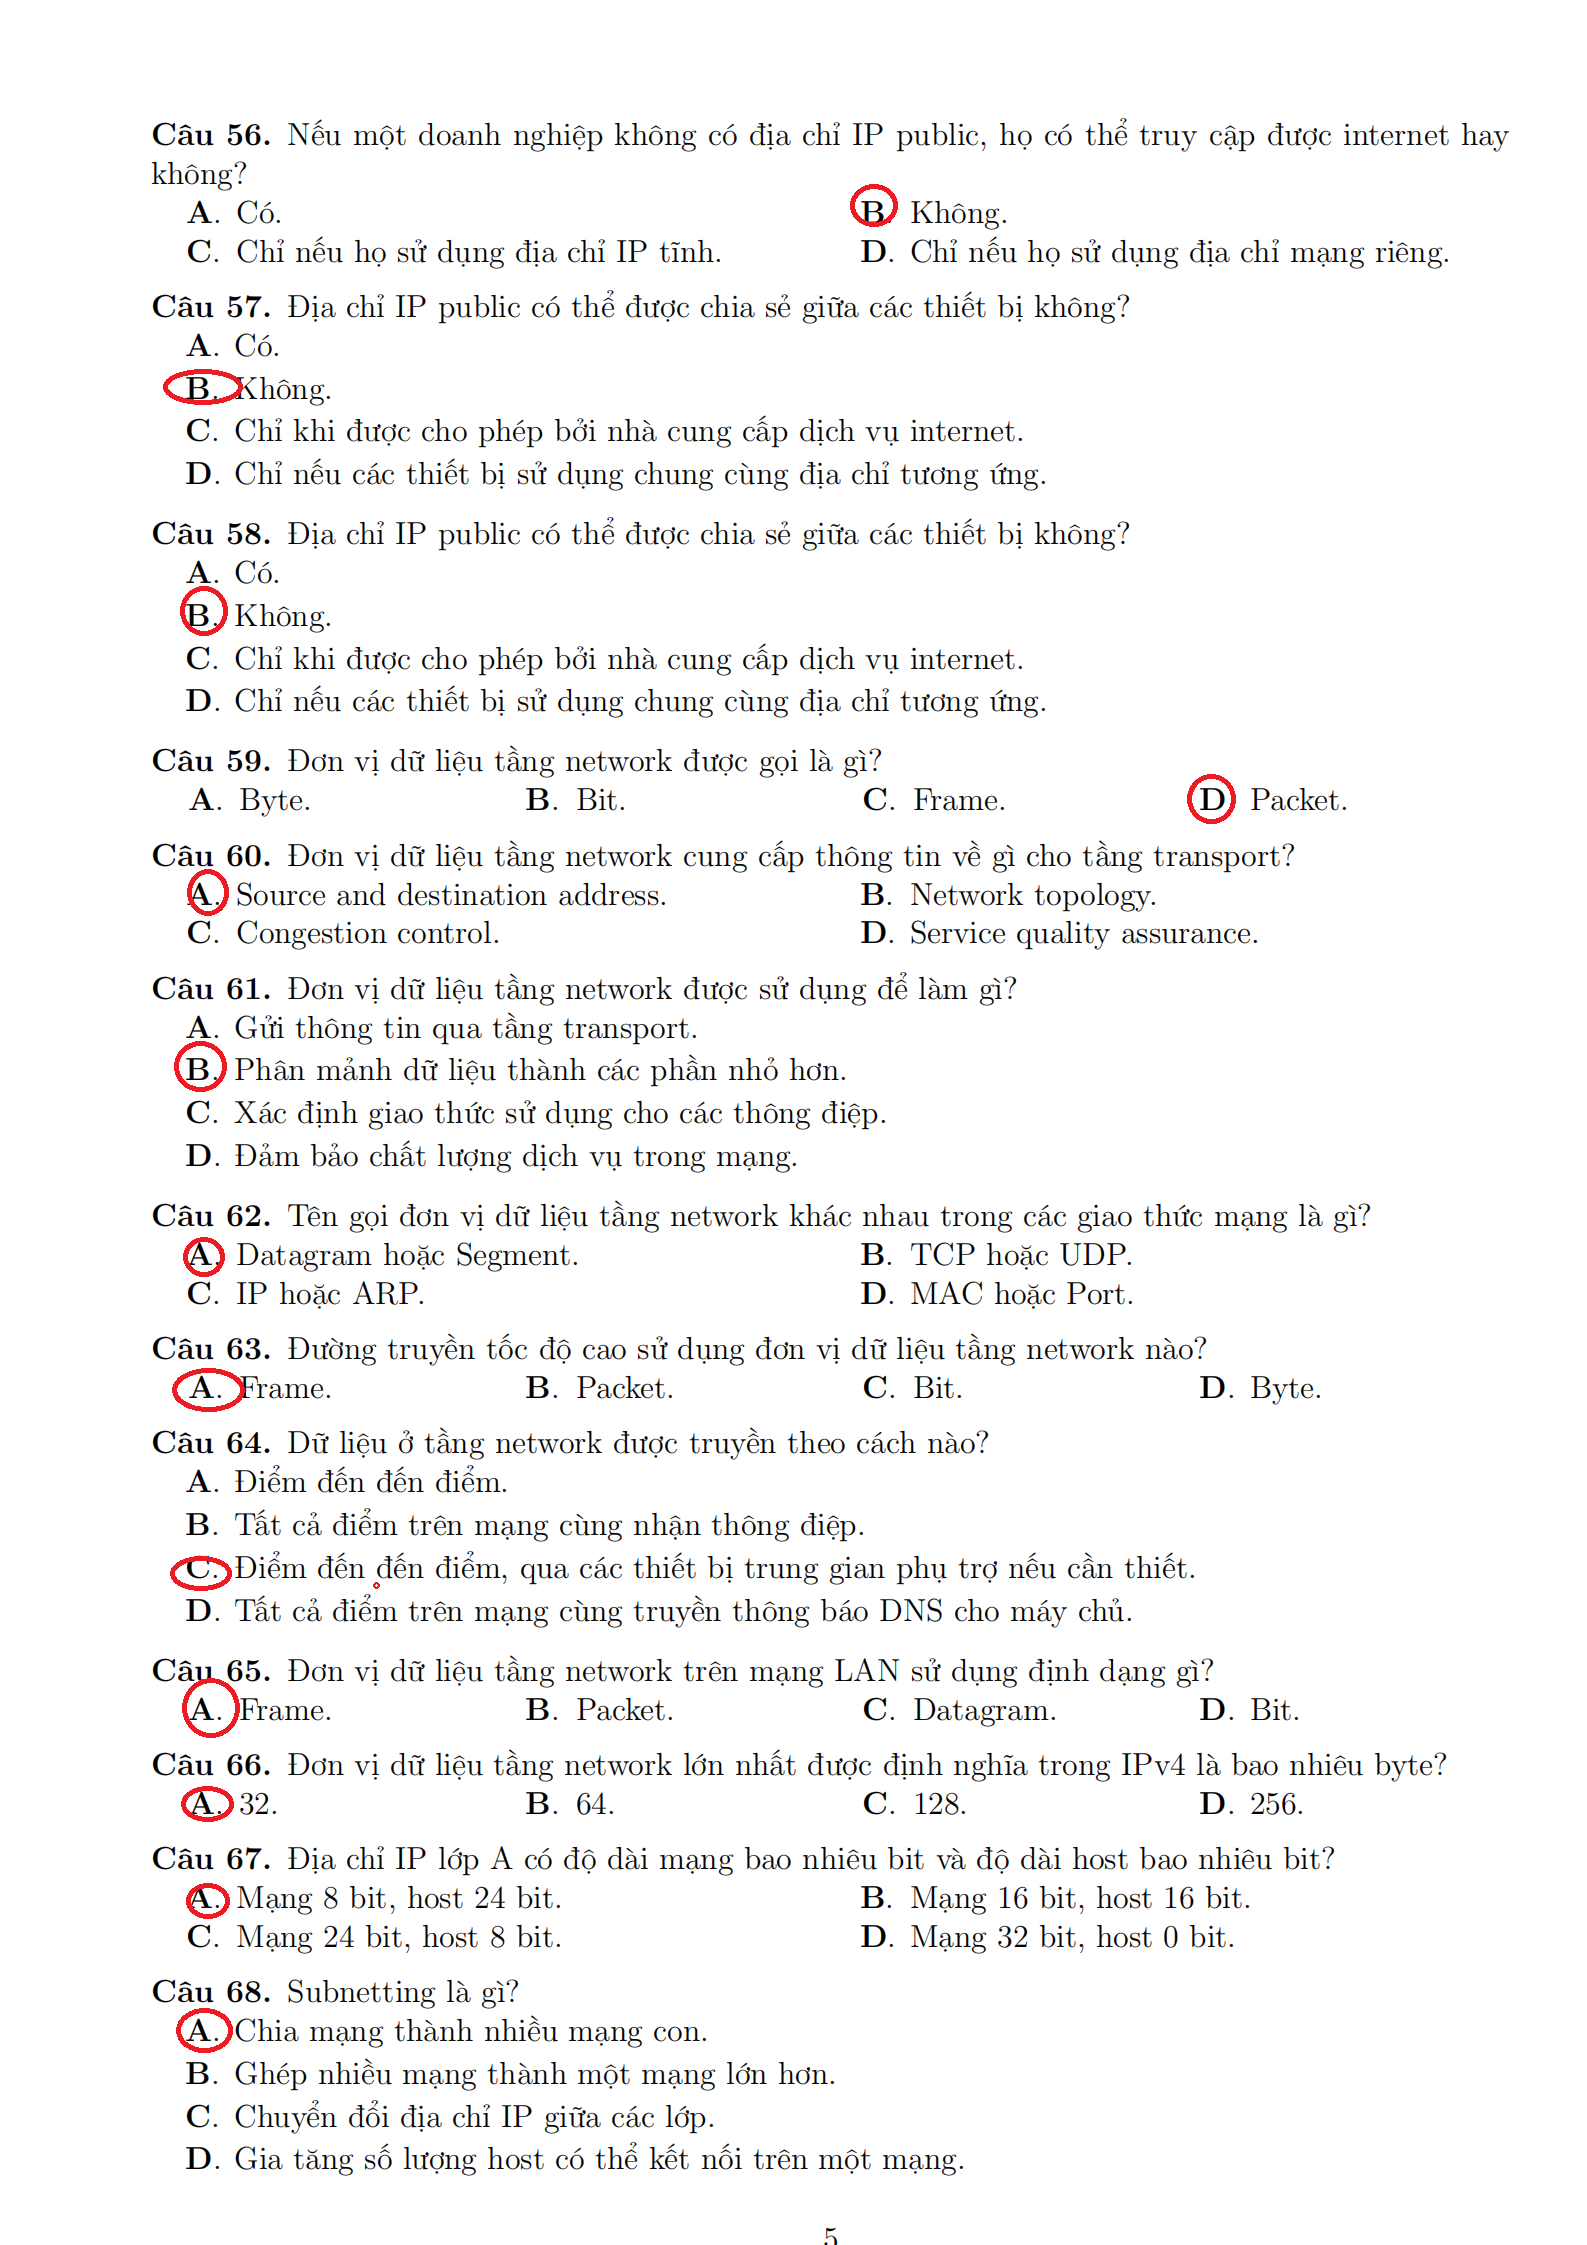 Câu 56. Nếu một doanh nghiệp không có địa chỉ IP public, họ có thể truy cập được internet hay
không?
A. Có. B. Không.
C. Chỉ nếu họ sử dụng địa chỉ IP tĩnh. D. Chỉ nếu họ sử dụng địa chỉ mạng riêng.
Câu 57. Địa chỉ IP public có thể được chia sẻ giữa các thiết bị không?
A. Có.
B. Không.
C. Chỉ khi được cho phép bởi nhà cung cấp dịch vụ internet.
D. Chỉ nếu các thiết bị sử dụng chung cùng địa chỉ tương ứng.
Câu 58. Địa chỉ IP public có thể được chia sẻ giữa các thiết bị không?
A. Có.
B. Không.
C. Chỉ khi được cho phép bởi nhà cung cấp dịch vụ internet.
D. Chỉ nếu các thiết bị sử dụng chung cùng địa chỉ tương ứng.
Câu 59. Đơn vị dữ liệu tầng network được gọi là gì?
A. Byte. B. Bit. C. Frame. D. Packet.
Câu 60. Đơn vị dữ liệu tầng network cung cấp thông tin về gì cho tầng transport?
A. Source and destination address. B. Network topology.
C. Congestion control. D. Service quality assurance.
Câu 61. Đơn vị dữ liệu tầng network được sử dụng để làm gì?
A. Gửi thông tin qua tầng transport.
B. Phân mảnh dữ liệu thành các phần nhỏ hơn.
C. Xác định giao thức sử dụng cho các thông điệp.
D. Đảm bảo chất lượng dịch vụ trong mạng.
Câu 62. Tên gọi đơn vị dữ liệu tầng network khác nhau trong các giao thức mạng là gì?
A. Datagram hoặc Segment. B. TCP hoặc UDP.
C. IP hoặc ARP. D. MAC hoặc Port.
Câu 63. Đường truyền tốc độ cao sử dụng đơn vị dữ liệu tầng network nào?
A. Frame. B. Packet. C. Bit. D. Byte.
Câu 64. Dữ liệu ở tầng network được truyền theo cách nào?
A. Điểm đến đến điểm.
B. Tất cả điểm trên mạng cùng nhận thông điệp.
C. Điểm đến đến điểm, qua các thiết bị trung gian phụ trợ nếu cần thiết.
D. Tất cả điểm trên mạng cùng truyền thông báo DNS cho máy chủ.
Câu 65. Đơn vị dữ liệu tầng network trên mạng LAN sử dụng định dạng gì?
A. Frame. B. Packet. C. Datagram. D. Bit.
Câu 66. Đơn vị dữ liệu tầng network lớn nhất được định nghĩa trong IPv4 là bao nhiêu byte?
A. 32. B. 64. C. 128. D. 256.
Câu 67. Địa chỉ IP lớp A có độ dài mạng bao nhiêu bit và độ dài host bao nhiêu bit?
A. Mạng 8 bit, host 24 bit. B. Mạng 16 bit, host 16 bit.
C. Mạng 24 bit, host 8 bit. D. Mạng 32 bit, host 0 bit.
Câu 68. Subnetting là gì?
A. Chia mạng thành nhiều mạng con.
B. Ghép nhiều mạng thành một mạng lớn hơn.
C. Chuyển đổi địa chỉ IP giữa các lớp.
D. Gia tăng số lượng host có thể kết nối trên một mạng.
5